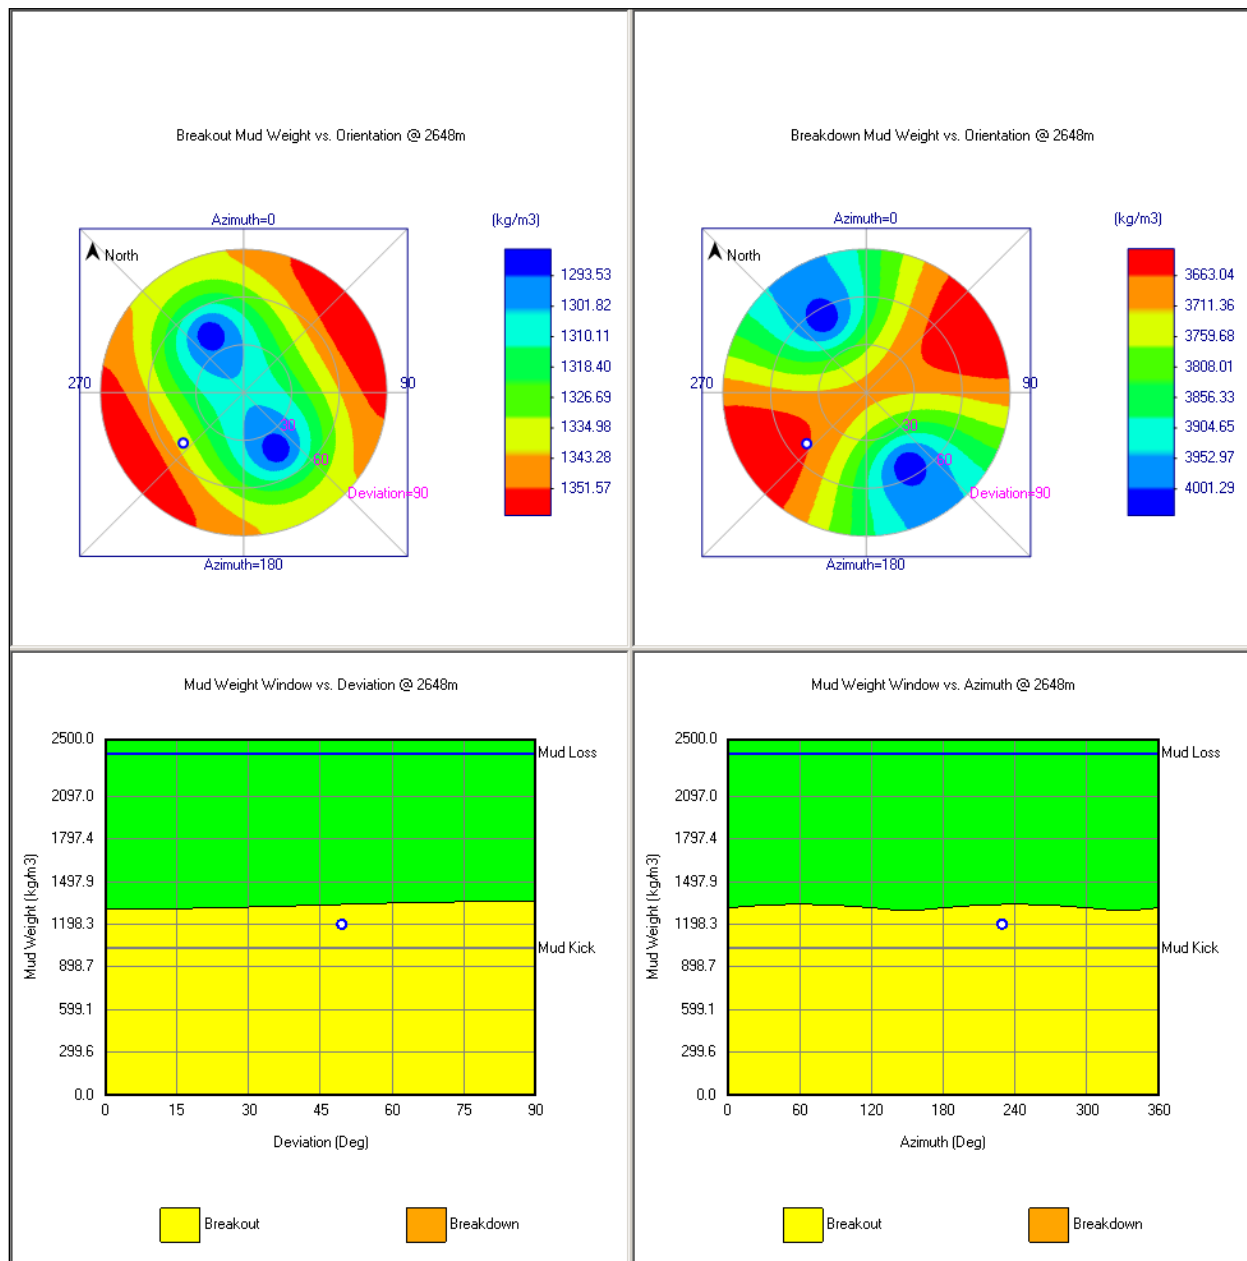 Breakout Mud Weight vs. Orientation @ 2648m
Azimuth=0
(kg/m3)
North
1293.53
1301.82
1310.11
1318.40
1326.69
1334.98
1343.28
1351.57
270
90
30
60
Deviation=90
Azimuth=180
Breakdown Mud Weight vs. Orientation @ 2648m
Azimuth=0
(kg/m3)
North
3663.04
3711.36
3759.68
3808.01
3856.33
3904.65
3952.97
4001.29
270
90
30
60
Deviation=90
Azimuth=180
Mud Weight Window vs. Deviation @ 2648m
2500.0
2097.0
1797.4
1497.9
1198.3
898.7
599.1
299.6
0.0
Mud Weight (kg/m3)
Mud Loss
Mud Kick
0 15 30 45 60 75 90
Deviation (Deg)
Breakout
Breakdown
Mud Weight Window vs. Azimuth @ 2648m
2500.0
2097.0
1797.4
1497.9
1198.3
898.7
599.1
299.6
0.0
Mud Weight (kg/m3)
Mud Loss
Mud Kick
0 60 120 180 240 300 360
Azimuth (Deg)
Breakout
Breakdown